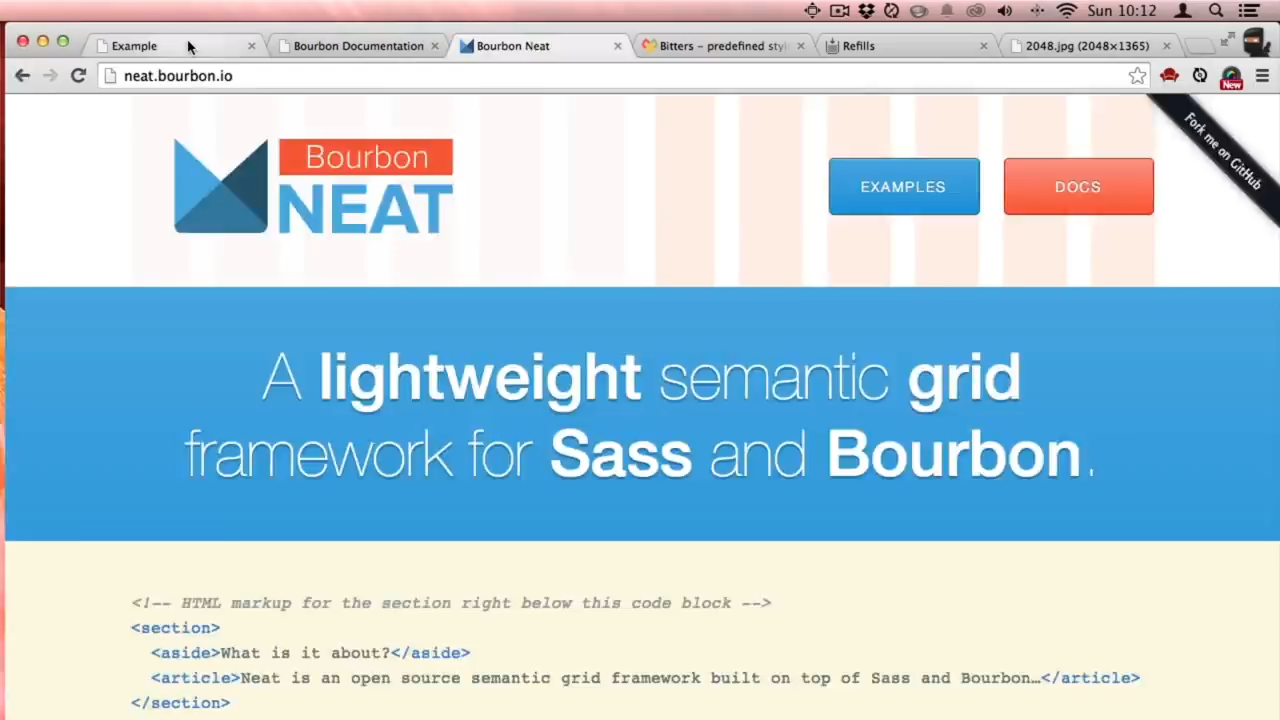 Sun 10:12
Example
Bourbon Documentation
Bourbon Neat
Bitters – predefined styl
Refills
2048.jpg (2048×1365)
neat.bourbon.io
New
Fork me on GitHub
Bourbon
NEAT
EXAMPLES
DOCS
A lightweight semantic grid
framework for Sass and Bourbon.
<!-- HTML markup for the section right below this code block -->
<section>
<aside>What is it about?</aside>
<article>Neat is an open source semantic grid framework built on top of Sass and Bourbon…</article>
</section>